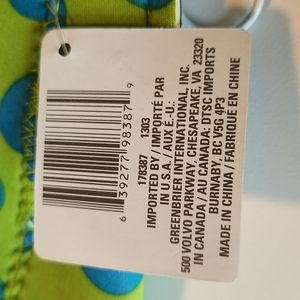 6 39277 98387 9
178387 1303
IMPORTED BY / IMPORTÉ PAR
IN U.S.A. / AUX É.-U.:
GREENBRIER INTERNATIONAL, INC.
500 VOLVO PARKWAY, CHESAPEAKE, VA 23320
IN CANADA / AU CANADA: DTSC IMPORTS
BURNABY, BC V5G 4P3
MADE IN CHINA / FABRIQUÉ EN CHINE